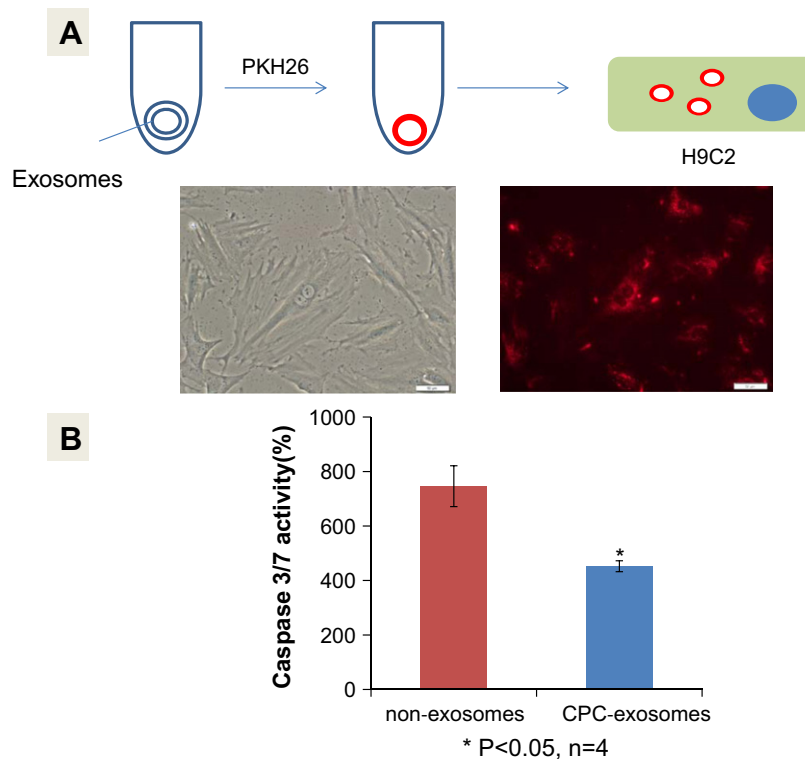 A
PKH26
Exosomes
H9C2
B
Caspase 3/7 activity(%)
1000
800
600
400
200
0
*
non-exosomes
CPC-exosomes
* P<0.05, n=4